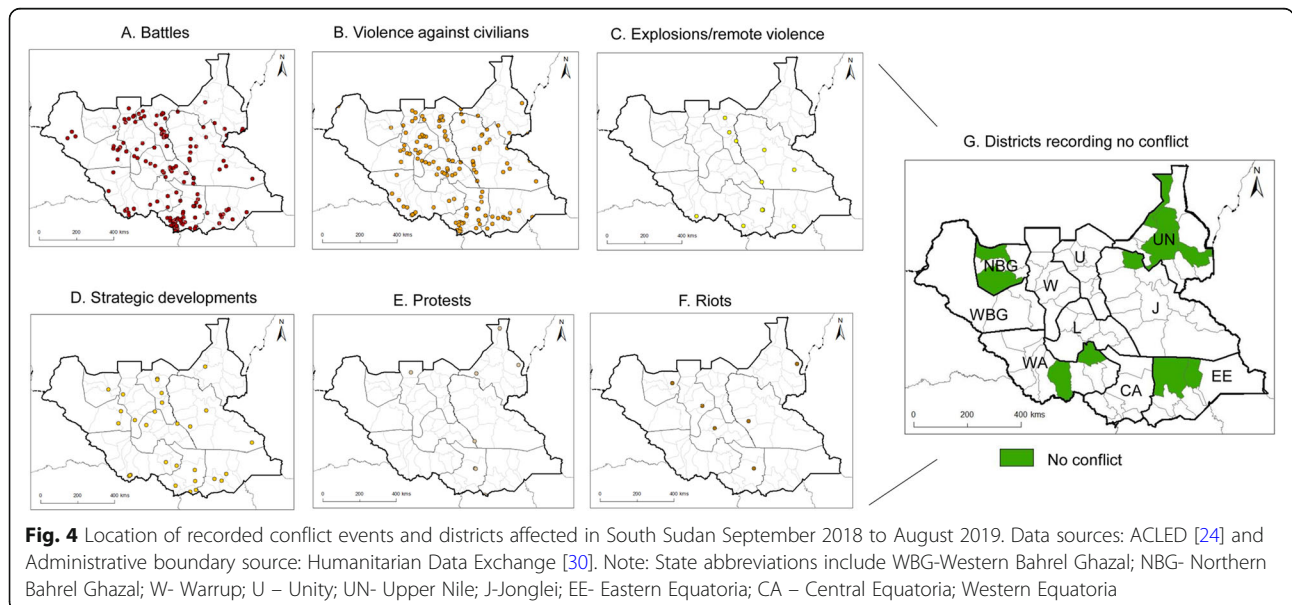 A. Battles
B. Violence against civilians
C. Explosions/remote violence
N
N
N
0 200 400 kms
0 200 400 kms
0 200 400 kms
D. Strategic developments
E. Protests
F. Riots
N
N
N
0 200 400 kms
0 200 400 kms
0 200 400 kms
G. Districts recording no conflict
N
UN
NBG
U
W
WBG
J
L
WA
CA
EE
0 200 400 kms
No conflict
Fig. 4 Location of recorded conflict events and districts affected in South Sudan September 2018 to August 2019. Data sources: ACLED [24] and
Administrative boundary source: Humanitarian Data Exchange [30]. Note: State abbreviations include WBG-Western Bahrel Ghazal; NBG- Northern
Bahrel Ghazal; W- Warrup; U – Unity; UN- Upper Nile; J-Jonglei; EE- Eastern Equatoria; CA – Central Equatoria; Western Equatoria